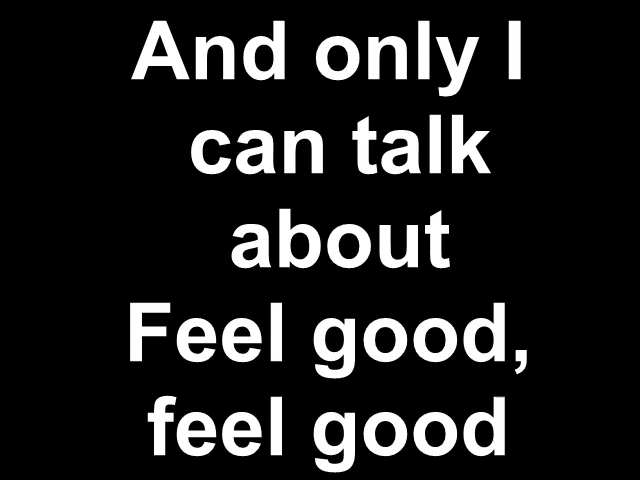 And only I
can talk
about
Feel good,
feel good